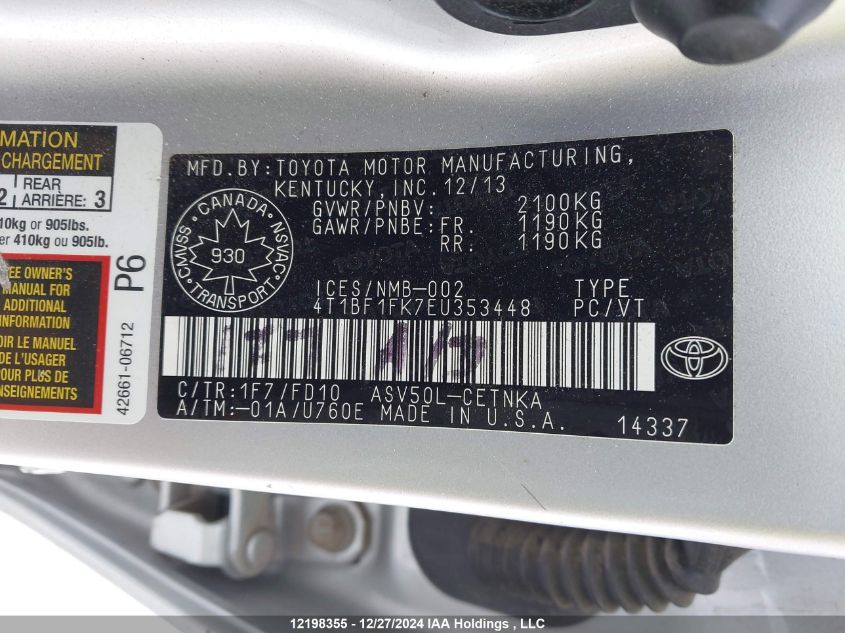 MATION
CHARGEMENT
2 REAR ARRIÈRE: 3
10kg or 905lbs.
er 410kg ou 905lb.
EE OWNER'S
MANUAL FOR
ADDITIONAL
INFORMATION
OIR LE MANUEL
DE L'USAGER
POUR PLUS DE
NSEIGNEMENTS
P6
42661-06712
MFD.BY:TOYOTA MOTOR MANUFACTURING,
KENTUCKY, INC. 12/13
GVWR/PNBV: 2100KG
GAWR/PNBE:FR. 1190KG
RR. 1190KG
CANADA
CMVSS NSVAC
930
TRANSPORT
ICES/NMB-002 TYPE
4T1BF1FK7EU353448 PC/VT
C/TR:1F7/FD10 ASV50L-CETNKA
A/TM:-01A/U760E MADE IN U.S.A. 14337
12198355 - 12/27/2024 IAA Holdings , LLC